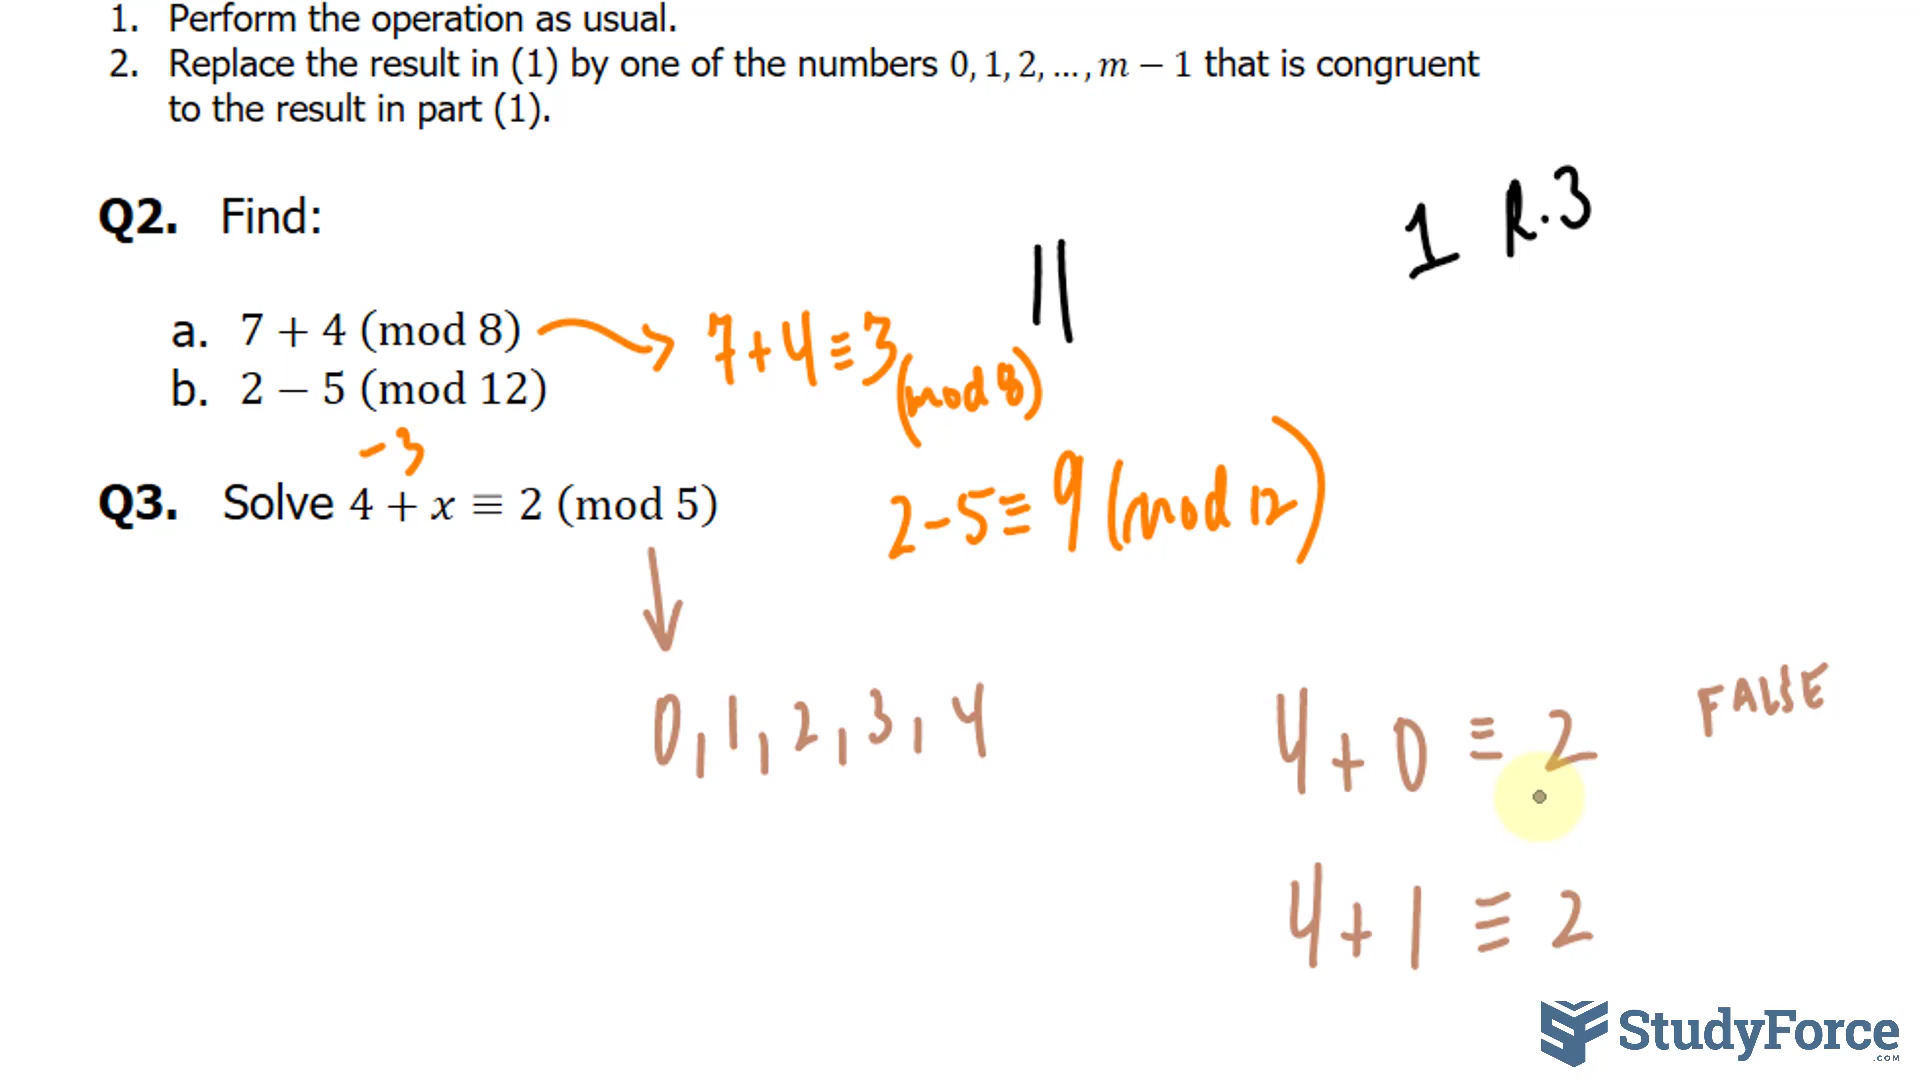 1. Perform the operation as usual.
2. Replace the result in (1) by one of the numbers 0, 1, 2, ..., m − 1 that is congruent
to the result in part (1).
Q2. Find:
1 R.3
11
a. 7 + 4 (mod 8)
7+4≡3 (mod 8)
b. 2 − 5 (mod 12)
-3
2-5≡9 (mod 12)
Q3. Solve 4 + x ≡ 2 (mod 5)
0, 1, 2, 3, 4
4+0≡2 FALSE
4+1≡2
StudyForce
.COM